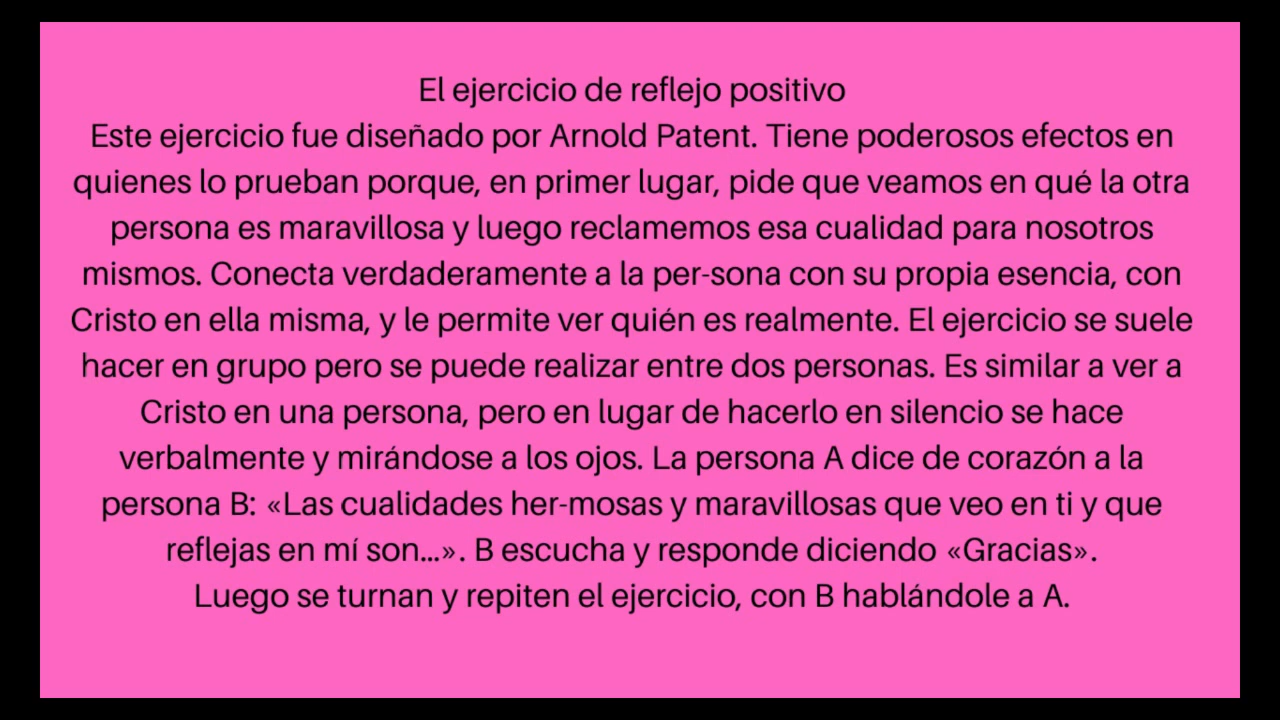 El ejercicio de reflejo positivo
Este ejercicio fue diseñado por Arnold Patent. Tiene poderosos efectos en
quienes lo prueban porque, en primer lugar, pide que veamos en qué la otra
persona es maravillosa y luego reclamemos esa cualidad para nosotros
mismos. Conecta verdaderamente a la per-sona con su propia esencia, con
Cristo en ella misma, y le permite ver quién es realmente. El ejercicio se suele
hacer en grupo pero se puede realizar entre dos personas. Es similar a ver a
Cristo en una persona, pero en lugar de hacerlo en silencio se hace
verbalmente y mirándose a los ojos. La persona A dice de corazón a la
persona B: «Las cualidades her-mosas y maravillosas que veo en ti y que
reflejas en mí son...». B escucha y responde diciendo «Gracias».
Luego se turnan y repiten el ejercicio, con B hablándole a A.